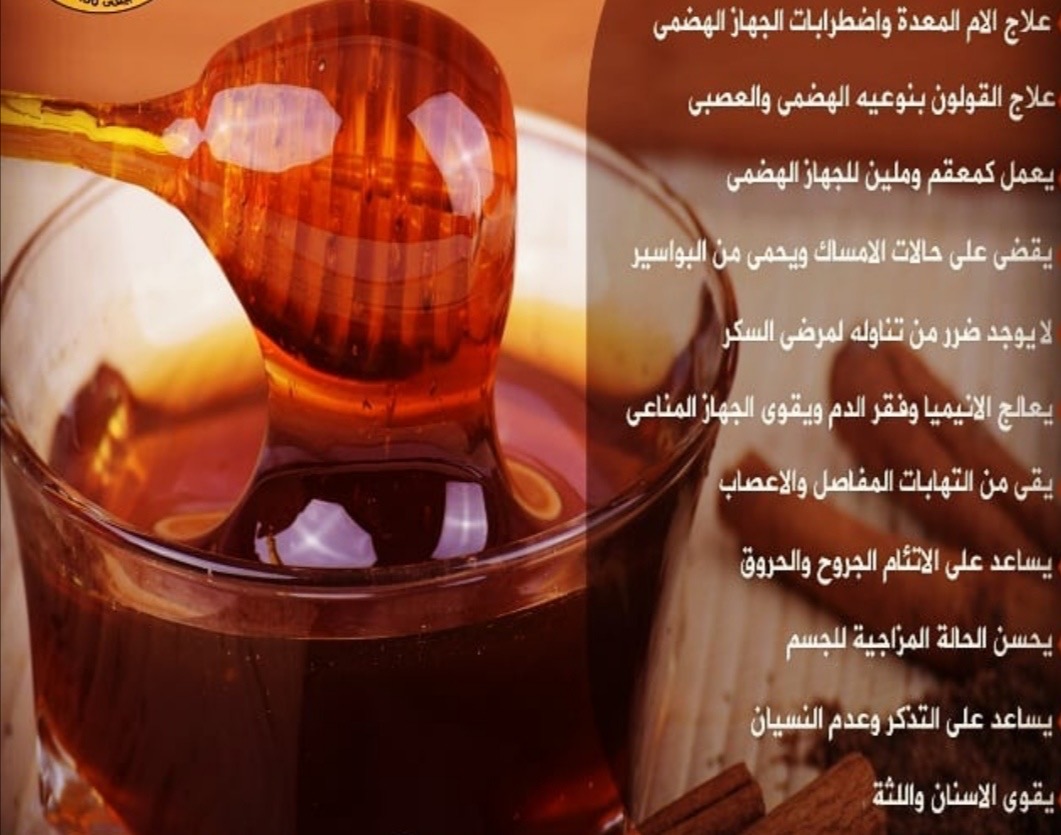 علاج الام المعدة واضطرابات الجهاز الهضمى
علاج القولون بنوعيه الهضمى والعصبى
يعمل كمعقم وملين للجهاز الهضمى
يقضى على حالات الامساك ويحمى من البواسير
لا يوجد ضرر من تناوله لمرضى السكر
يعالج الانيميا وفقر الدم ويقوى الجهاز المناعى
يقى من التهابات المفاصل والاعصاب
يساعد على الاتئام الجروح والحروق
يحسن الحالة المزاجية للجسم
يساعد على التذكر وعدم النسيان
يقوى الاسنان واللثة